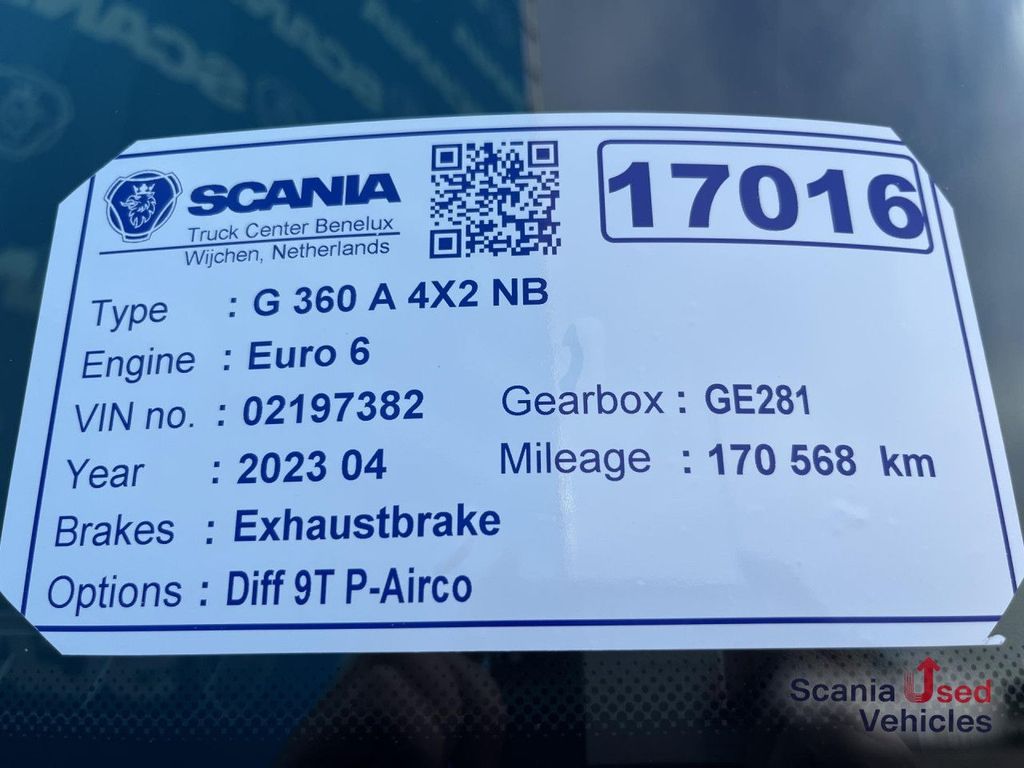 SCANIA
Truck Center Benelux
Wijchen, Netherlands
17016
Type : G 360 A 4X2 NB
Engine : Euro 6
VIN no. : 02197382 Gearbox : GE281
Year : 2023 04 Mileage : 170 568 km
Brakes : Exhaustbrake
Options : Diff 9T P-Airco
Scania Used
Vehicles